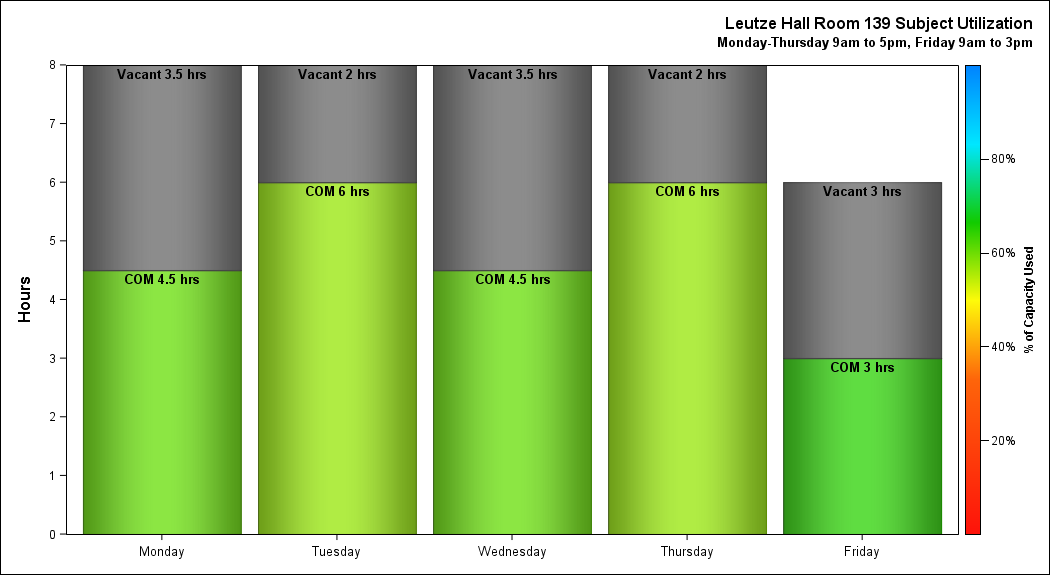 Leutze Hall Room 139 Subject Utilization
Monday-Thursday 9am to 5pm, Friday 9am to 3pm
Hours
8
7
6
5
4
3
2
1
0
Vacant 3.5 hrs
COM 4.5 hrs
Vacant 2 hrs
COM 6 hrs
Vacant 3.5 hrs
COM 4.5 hrs
Vacant 2 hrs
COM 6 hrs
Vacant 3 hrs
COM 3 hrs
Monday
Tuesday
Wednesday
Thursday
Friday
80%
60%
40%
20%
% of Capacity Used